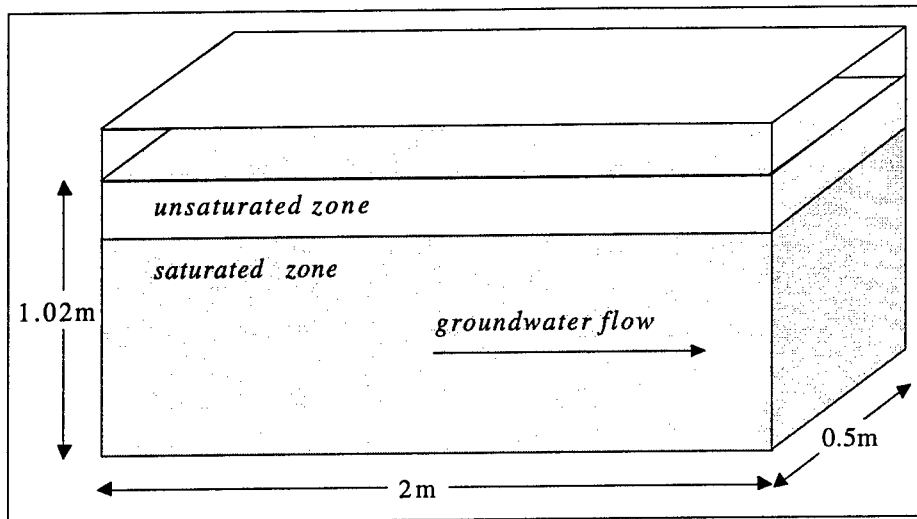 unsaturated zone
saturated zone
1.02m
groundwater flow
0.5m
2m